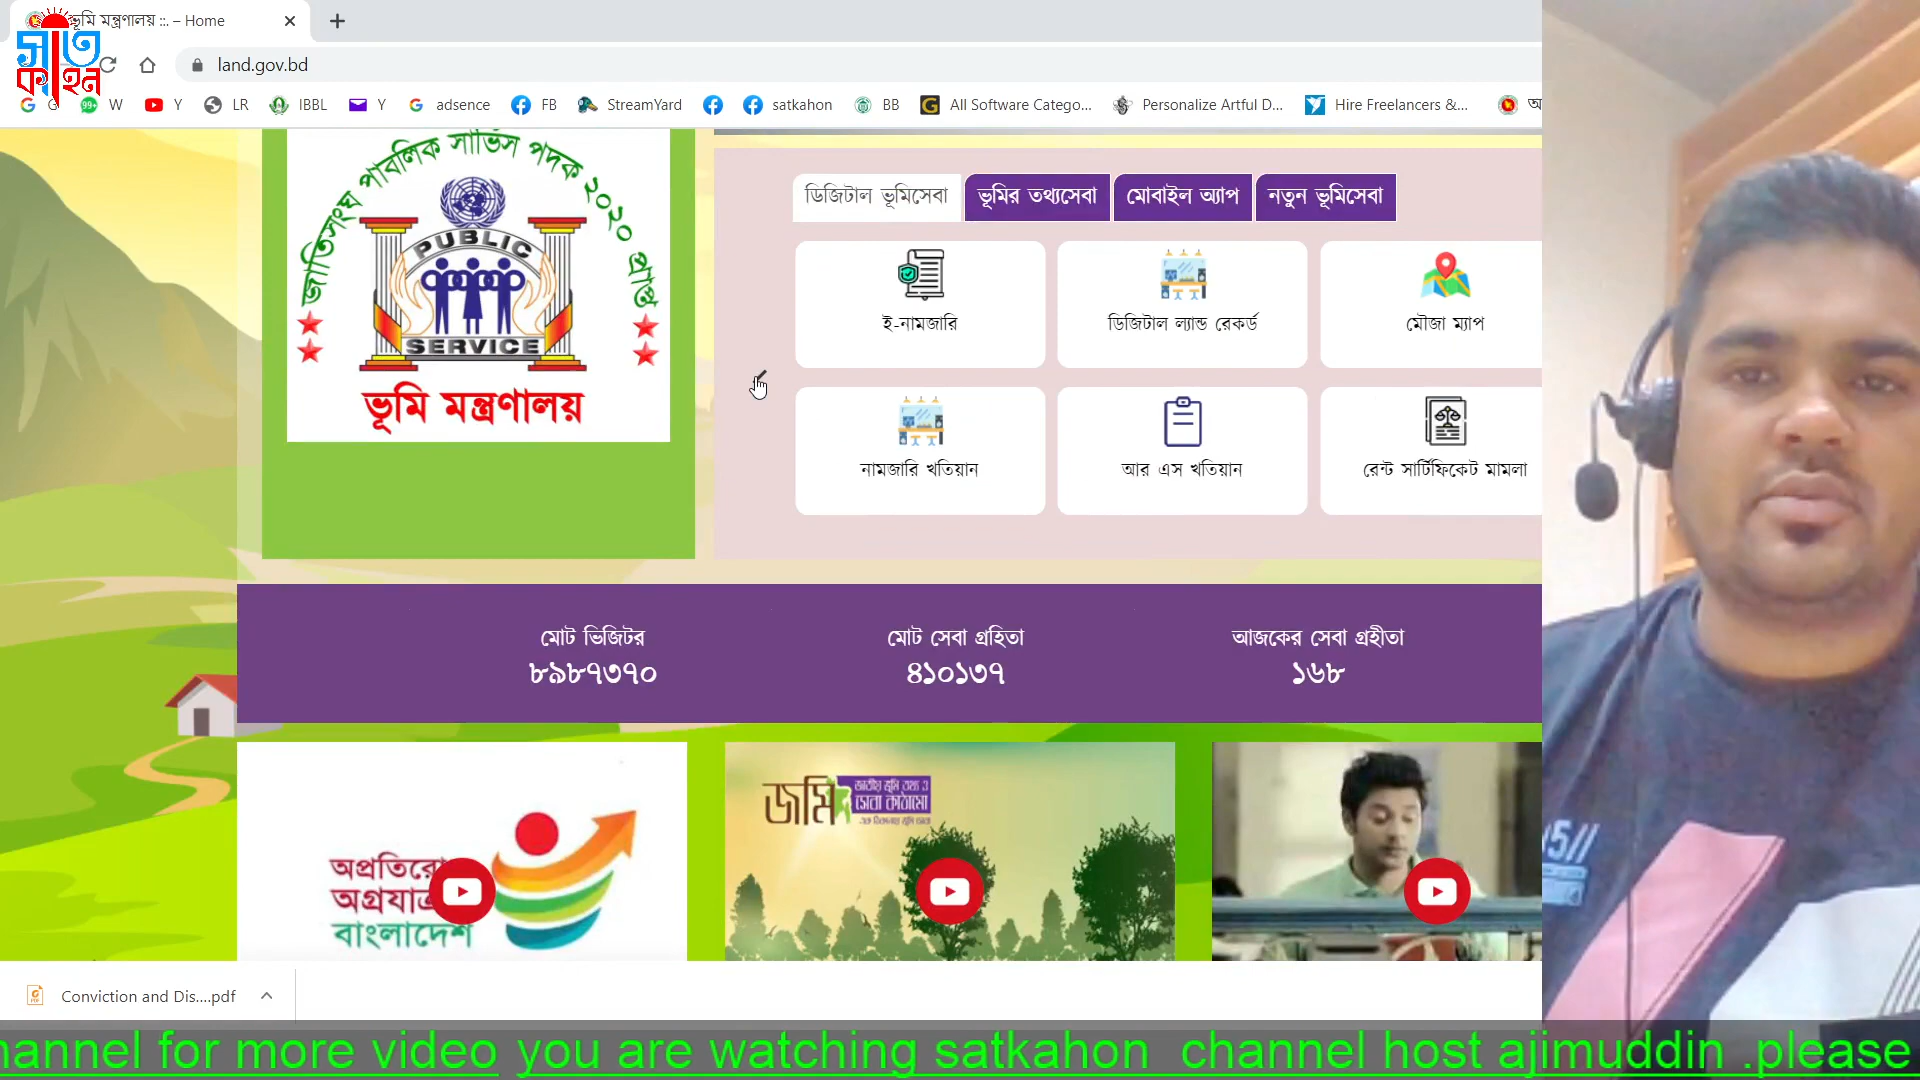 ভূমি মন্ত্রণালয় ::. – Home
সাত
কাহন
land.gov.bd
G
W
Y
LR
IBBL
Y
adsence
FB
StreamYard
satkahon
BB
All Software Catego...
Personalize Artful D...
Hire Freelancers &...
জাতিসংঘ পাবলিক সার্ভিস পদক ২০২০ প্রাপ্ত
PUBLIC
SERVICE
ভূমি মন্ত্রণালয়
ডিজিটাল ভূমিসেবা
ভূমির তথ্যসেবা
মোবাইল অ্যাপ
নতুন ভূমিসেবা
ই-নামজারি
ডিজিটাল ল্যান্ড রেকর্ড
মৌজা ম্যাপ
নামজারি খতিয়ান
আর এস খতিয়ান
রেন্ট সার্টিফিকেট মামলা
মোট ভিজিটর
৮৯৮৭৩৭০
মোট সেবা গ্রহিতা
৪১০১৩৭
আজকের সেবা গ্রহীতা
১৬৮
অপ্রতিরো
অগ্রযাত্র
বাংলাদেশ
জমি
জাতীয় ভূমি তথ্য ও
সেবা কাঠামো
Conviction and Dis....pdf
hannel for more video you are watching satkahon channel host ajimuddin .please